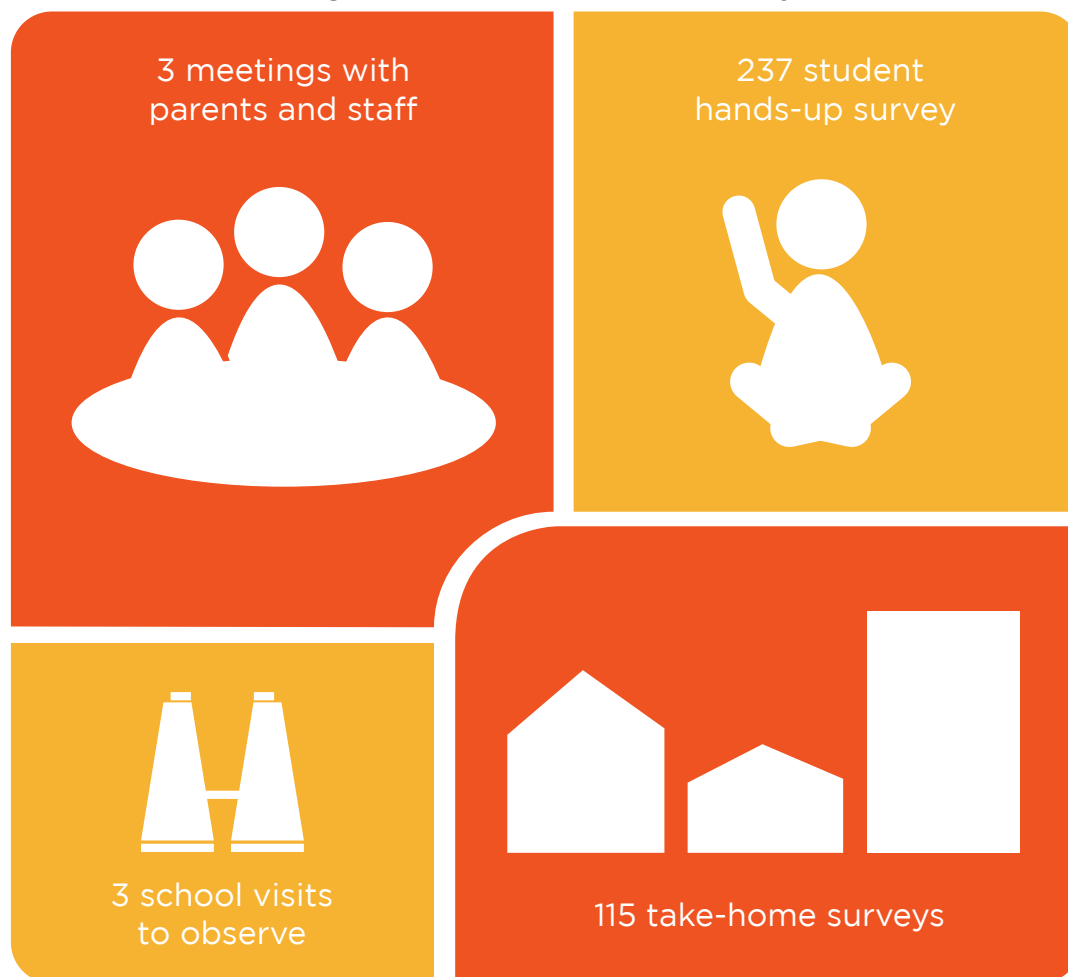 3 meetings with
parents and staff
237 student
hands-up survey
3 school visits
to observe
115 take-home surveys